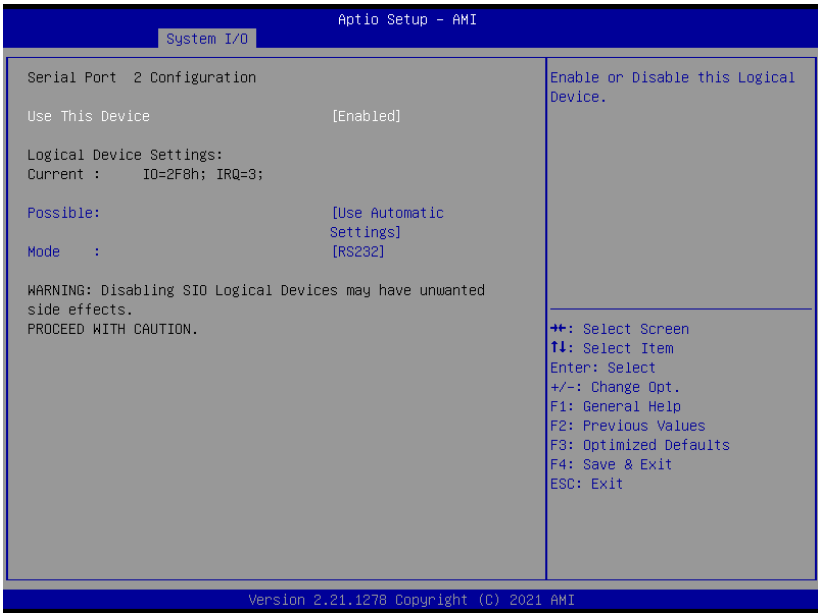 Aptio Setup – AMI
System I/O
Serial Port  2 Configuration
Use This Device [Enabled]
Logical Device Settings:
Current :     IO=2F8h; IRQ=3;
Possible: [Use Automatic
Settings]
Mode    : [RS232]
WARNING: Disabling SIO Logical Devices may have unwanted
side effects.
PROCEED WITH CAUTION.
Enable or Disable this Logical
Device.
→←: Select Screen
↑↓: Select Item
Enter: Select
+/-: Change Opt.
F1: General Help
F2: Previous Values
F3: Optimized Defaults
F4: Save & Exit
ESC: Exit
Version 2.21.1278 Copyright (C) 2021 AMI